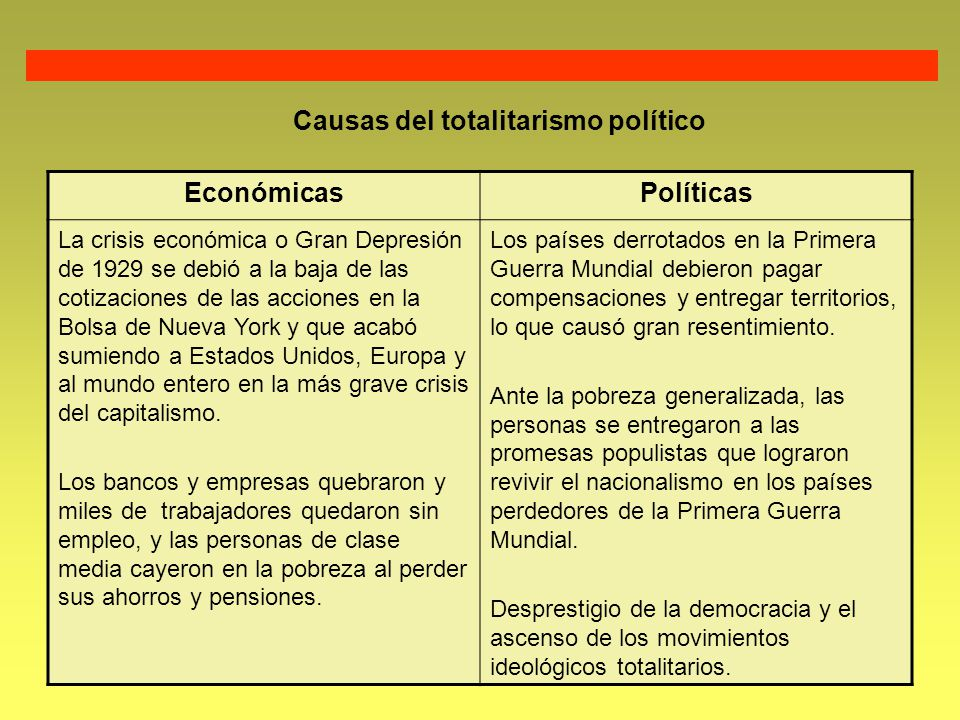 Causas del totalitarismo político
Económicas
Políticas
La crisis económica o Gran Depresión
de 1929 se debió a la baja de las
cotizaciones de las acciones en la
Bolsa de Nueva York y que acabó
sumiendo a Estados Unidos, Europa y
al mundo entero en la más grave crisis
del capitalismo.
Los bancos y empresas quebraron y
miles de  trabajadores quedaron sin
empleo, y las personas de clase
media cayeron en la pobreza al perder
sus ahorros y pensiones.
Los países derrotados en la Primera
Guerra Mundial debieron pagar
compensaciones y entregar territorios,
lo que causó gran resentimiento.
Ante la pobreza generalizada, las
personas se entregaron a las
promesas populistas que lograron
revivir el nacionalismo en los países
perdedores de la Primera Guerra
Mundial.
Desprestigio de la democracia y el
ascenso de los movimientos
ideológicos totalitarios.